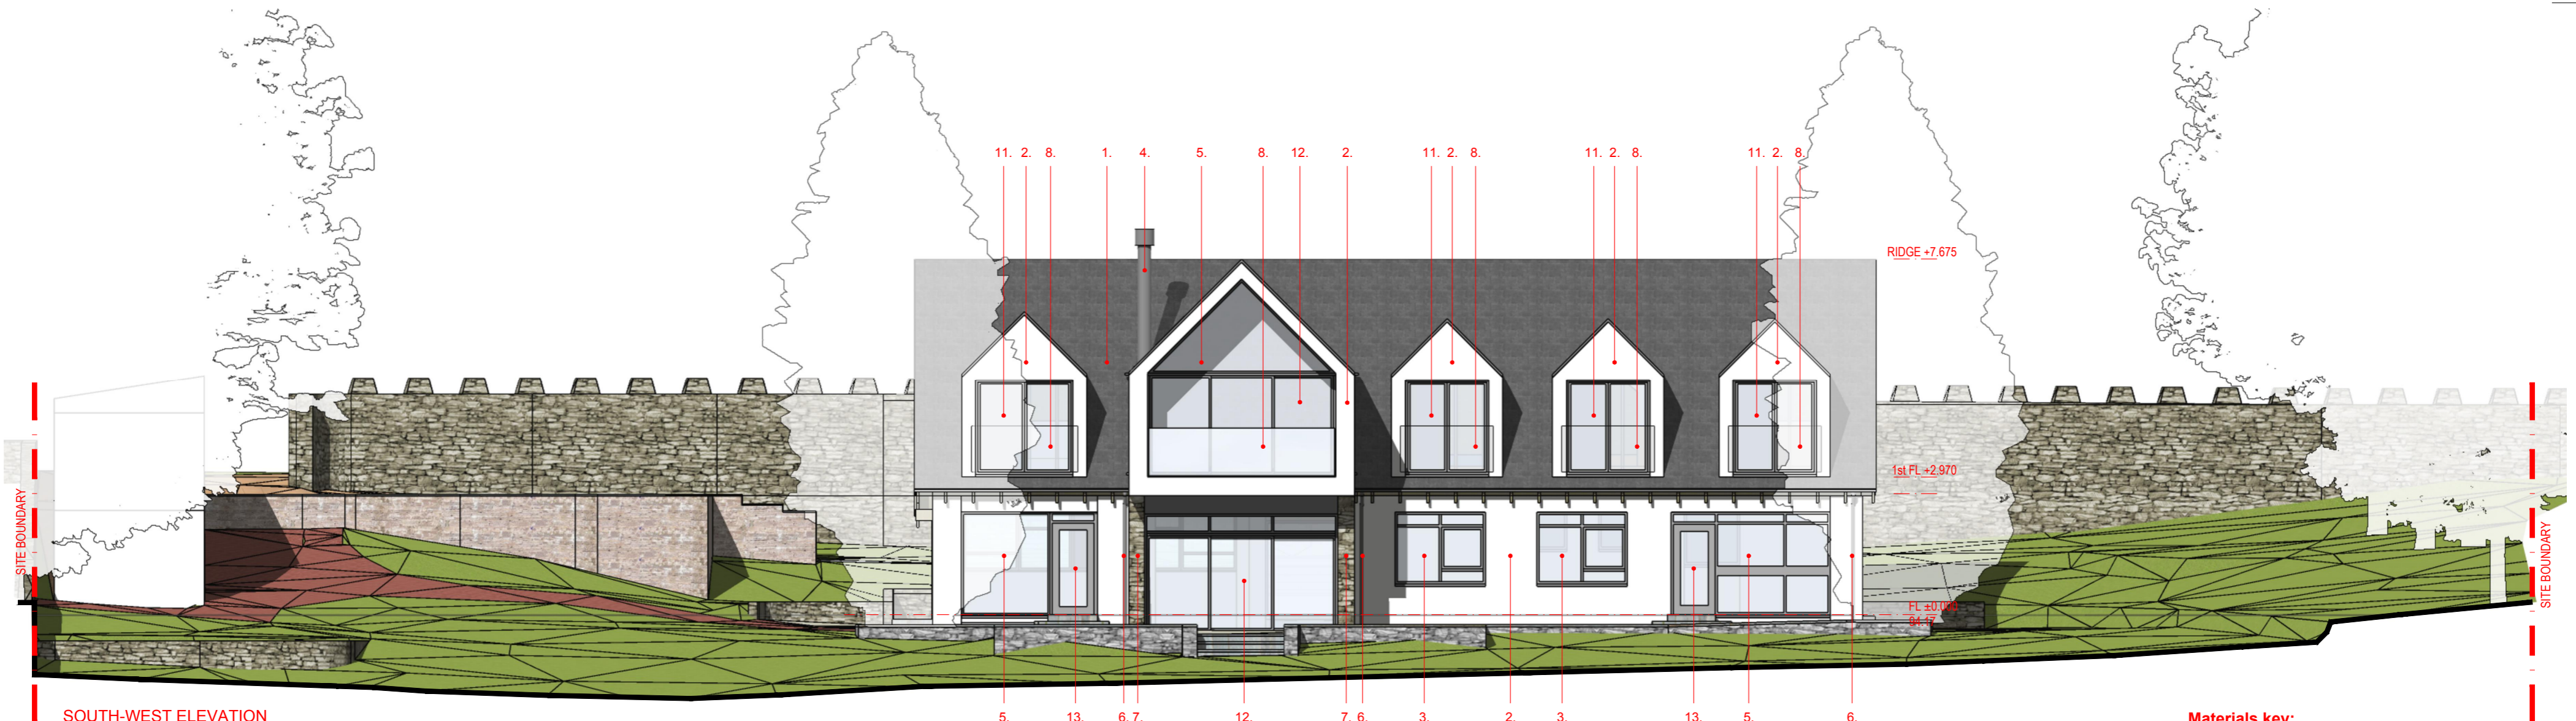 11. 2. 8. 1. 4. 5. 8. 12. 2. 11. 2. 8. 11. 2. 8. 11. 2. 8.
RIDGE +7.675
1st FL +2.970
SITE BOUNDARY
SITE BOUNDARY
FL ±0.000
94.17
5. 13. 6. 7. 12. 7. 6. 3. 2. 3. 13. 5. 6.
SOUTH-WEST ELEVATION
Materials key: